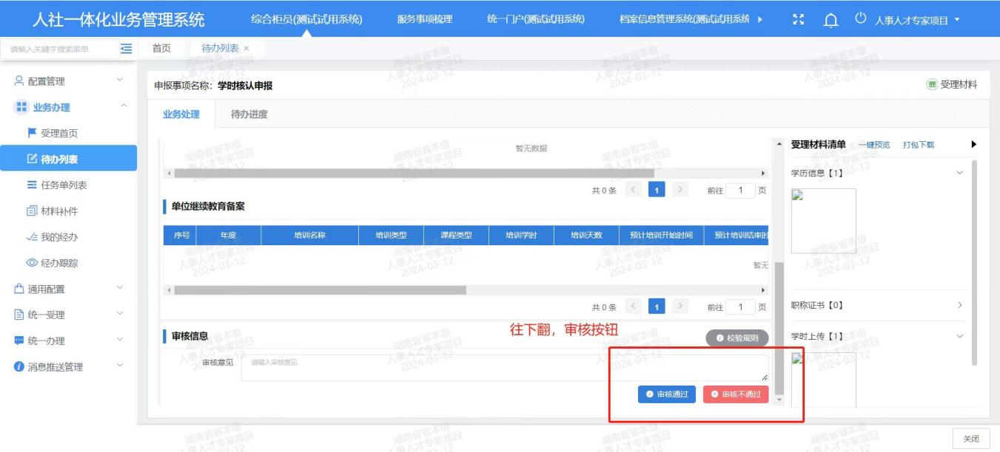 人社一体化业务管理系统
综合柜员(测试试用系统)
服务事项梳理
统一门户(测试试用系统)
档案信息管理系统(测试试用系统
人事人才专家项目
请输入关键字搜索菜单
首页
待办列表 ×
配置管理
业务办理
受理首页
待办列表
任务单列表
材料补件
我的经办
经办跟踪
通用配置
统一受理
统一办理
消息推送管理
申报事项名称：学时核认申报
受理材料
业务处理
待办进度
暂无数据
共 0 条
1
前往 1 页
单位继续教育备案
序号 年度 培训名称 培训类型 课程类型 培训学时 培训天数 预计培训开始时间 预计培训结束时
暂无
共 0 条
1
前往 1 页
往下翻，审核按钮
审核信息
校验规则
审核意见
请输入审核意见
审核通过
审核不通过
受理材料清单
一键预览
打包下载
学历信息【1】
职称证书【0】
学时上传【1】
关闭
湖南省省本级
人事人才专家项目
2024-03-12